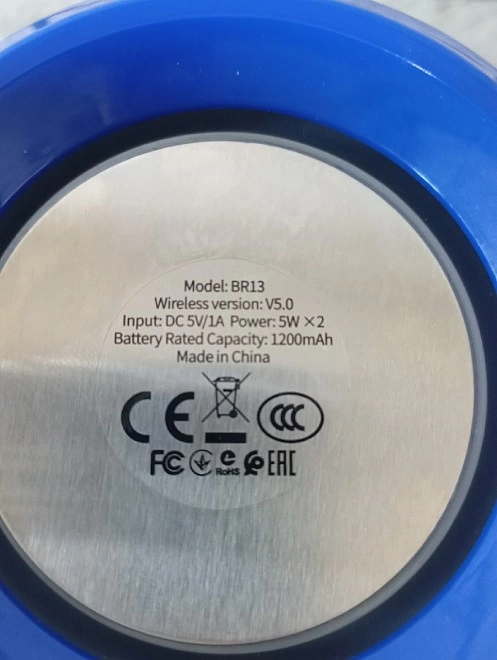 Model: BR13
Wireless version: V5.0
Input: DC 5V/1A Power: 5W ×2
Battery Rated Capacity: 1200mAh
Made in China
CE CCC
FC RoHS EAC